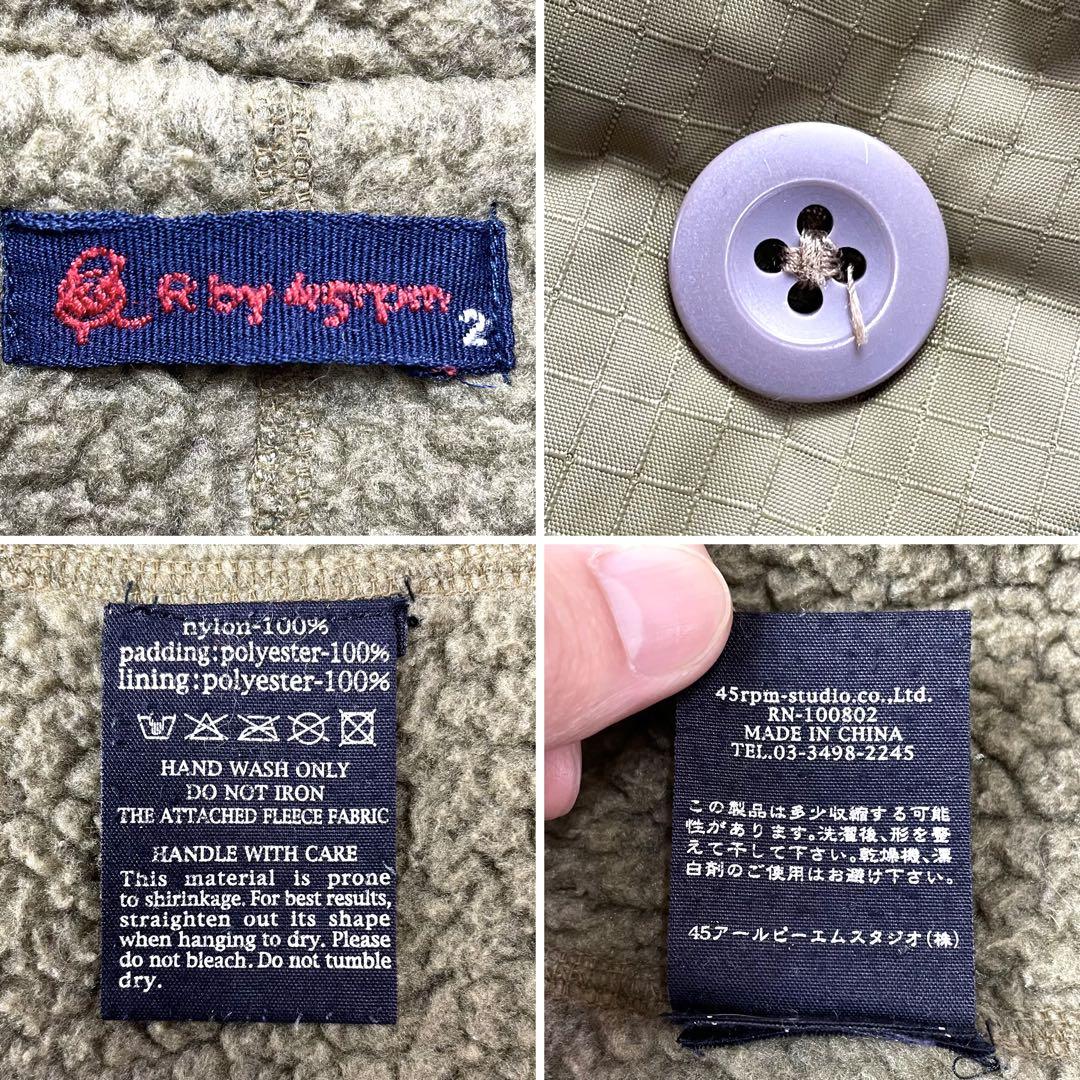 R by 45rpm
2
nylon-100%
padding:polyester-100%
lining:polyester-100%
HAND WASH ONLY
DO NOT IRON
THE ATTACHED FLEECE FABRIC
HANDLE WITH CARE
This material is prone
to shirinkage. For best results,
straighten out its shape
when hanging to dry. Please
do not bleach. Do not tumble
dry.
45rpm-studio.co.,Ltd.
RN-100802
MADE IN CHINA
TEL.03-3498-2245
この製品は多少収縮する可能
性があります。洗濯後、形を整
えて干して下さい。乾燥機、漂
白剤のご使用はお避け下さい。
45アールピーエムスタジオ(株)